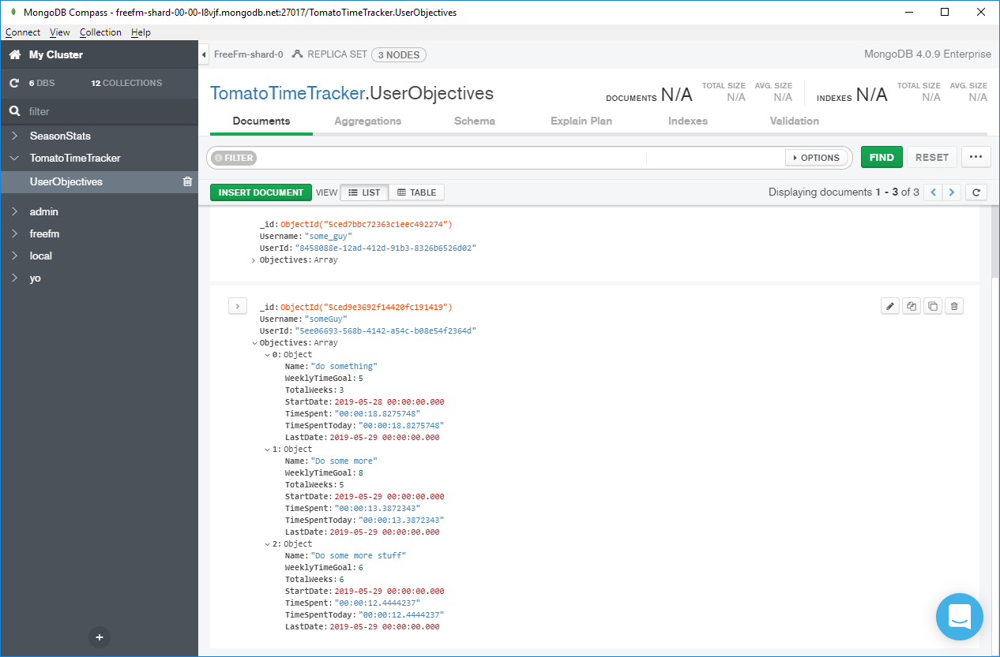 MongoDB Compass - freefm-shard-00-00-l8vjf.mongodb.net:27017/TomatoTimeTracker.UserObjectives
Connect View Collection Help
My Cluster
6 DBS 12 COLLECTIONS
filter
SeasonStats
TomatoTimeTracker
UserObjectives
admin
freefm
local
yo
FreeFm-shard-0 REPLICA SET 3 NODES MongoDB 4.0.9 Enterprise
TomatoTimeTracker.UserObjectives
DOCUMENTS N/A TOTAL SIZE N/A AVG. SIZE N/A INDEXES N/A TOTAL SIZE N/A AVG. SIZE N/A
Documents Aggregations Schema Explain Plan Indexes Validation
FILTER OPTIONS FIND RESET ...
INSERT DOCUMENT VIEW LIST TABLE Displaying documents 1 - 3 of 3
_id: ObjectId("5ced7bbc72363c1eec492274")
Username: "some_guy"
UserId: "8458088e-12ad-412d-91b3-8326b6526d02"
Objectives: Array
_id: ObjectId("5ced9e3692f14420fc191419")
Username: "someGuy"
UserId: "5ee06693-568b-4142-a54c-b08e54f2364d"
Objectives: Array
0: Object
Name: "do something"
WeeklyTimeGoal: 5
TotalWeeks: 3
StartDate: 2019-05-28 00:00:00.000
TimeSpent: "00:00:18.8275748"
TimeSpentToday: "00:00:18.8275748"
LastDate: 2019-05-29 00:00:00.000
1: Object
Name: "Do some more"
WeeklyTimeGoal: 8
TotalWeeks: 5
StartDate: 2019-05-29 00:00:00.000
TimeSpent: "00:00:13.3872343"
TimeSpentToday: "00:00:13.3872343"
LastDate: 2019-05-29 00:00:00.000
2: Object
Name: "Do some more stuff"
WeeklyTimeGoal: 6
TotalWeeks: 6
StartDate: 2019-05-29 00:00:00.000
TimeSpent: "00:00:12.4444237"
TimeSpentToday: "00:00:12.4444237"
LastDate: 2019-05-29 00:00:00.000